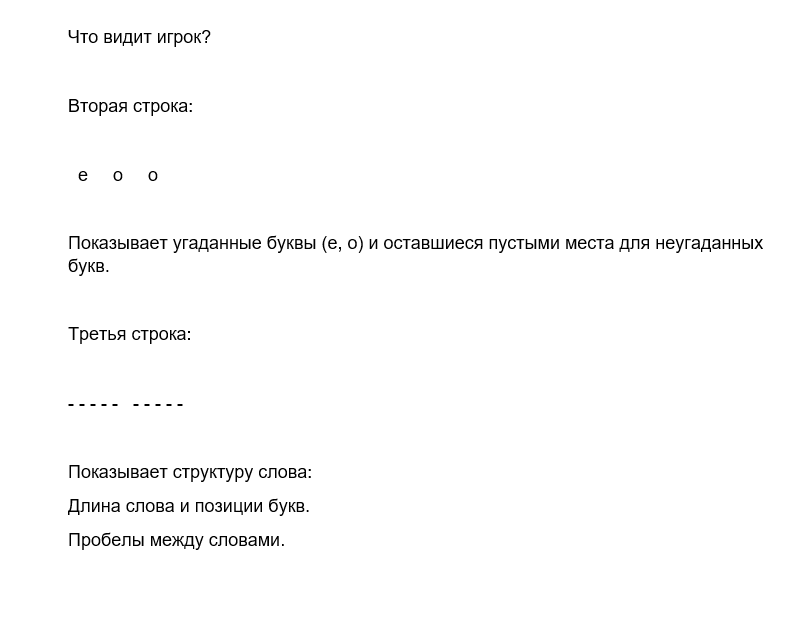 Что видит игрок?
Вторая строка:
е о о
Показывает угаданные буквы (е, о) и оставшиеся пустыми места для неугаданных
букв.
Третья строка:
- - - - -   - - - - -
Показывает структуру слова:
Длина слова и позиции букв.
Пробелы между словами.